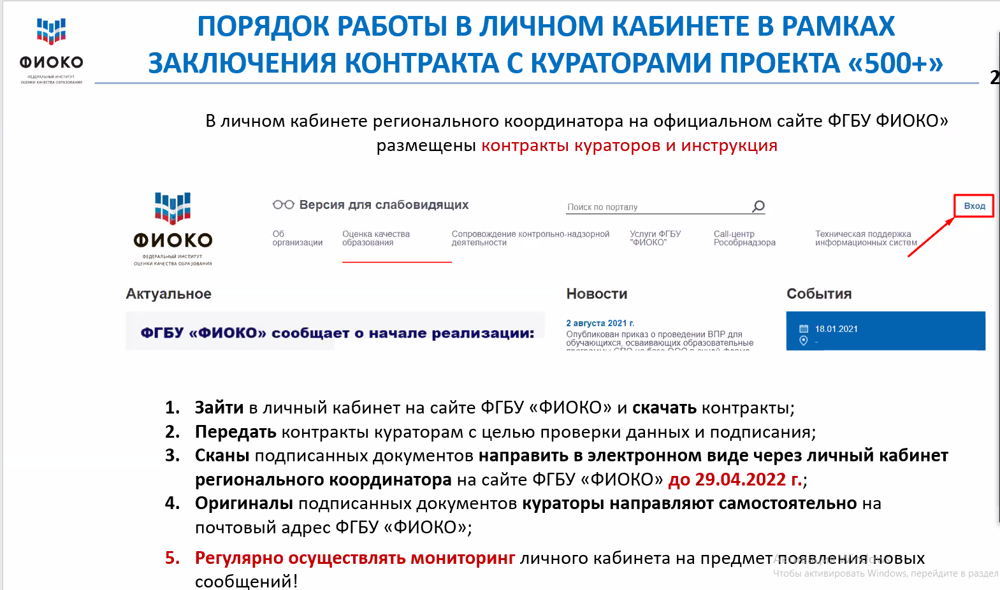 ФИОКО
ФЕДЕРАЛЬНЫЙ ИНСТИТУТ
ОЦЕНКИ КАЧЕСТВА ОБРАЗОВАНИЯ
ПОРЯДОК РАБОТЫ В ЛИЧНОМ КАБИНЕТЕ В РАМКАХ
ЗАКЛЮЧЕНИЯ КОНТРАКТА С КУРАТОРАМИ ПРОЕКТА «500+»
2
В личном кабинете регионального координатора на официальном сайте ФГБУ ФИОКО»
размещены контракты кураторов и инструкция
ФИОКО
ФЕДЕРАЛЬНЫЙ ИНСТИТУТ
ОЦЕНКИ КАЧЕСТВА ОБРАЗОВАНИЯ
Версия для слабовидящих
Поиск по порталу
Вход
Об
организации
Оценка качества
образования
Сопровождение контрольно-надзорной
деятельности
Услуги ФГБУ
"ФИОКО"
Call-центр
Рособрнадзора
Техническая поддержка
информационных систем
Актуальное
ФГБУ «ФИОКО» сообщает о начале реализации:
Новости
2 августа 2021 г.
Опубликован приказ о проведении ВПР для
обучающихся, осваивающих образовательные
программы СПО на базе ООО в очной форме
События
18.01.2021
-
1. Зайти в личный кабинет на сайте ФГБУ «ФИОКО» и скачать контракты;
2. Передать контракты кураторам с целью проверки данных и подписания;
3. Сканы подписанных документов направить в электронном виде через личный кабинет
регионального координатора на сайте ФГБУ «ФИОКО» до 29.04.2022 г.;
4. Оригиналы подписанных документов кураторы направляют самостоятельно на
почтовый адрес ФГБУ «ФИОКО»;
5. Регулярно осуществлять мониторинг личного кабинета на предмет появления новых
сообщений!
Активация Windows
Чтобы активировать Windows, перейдите в раздел